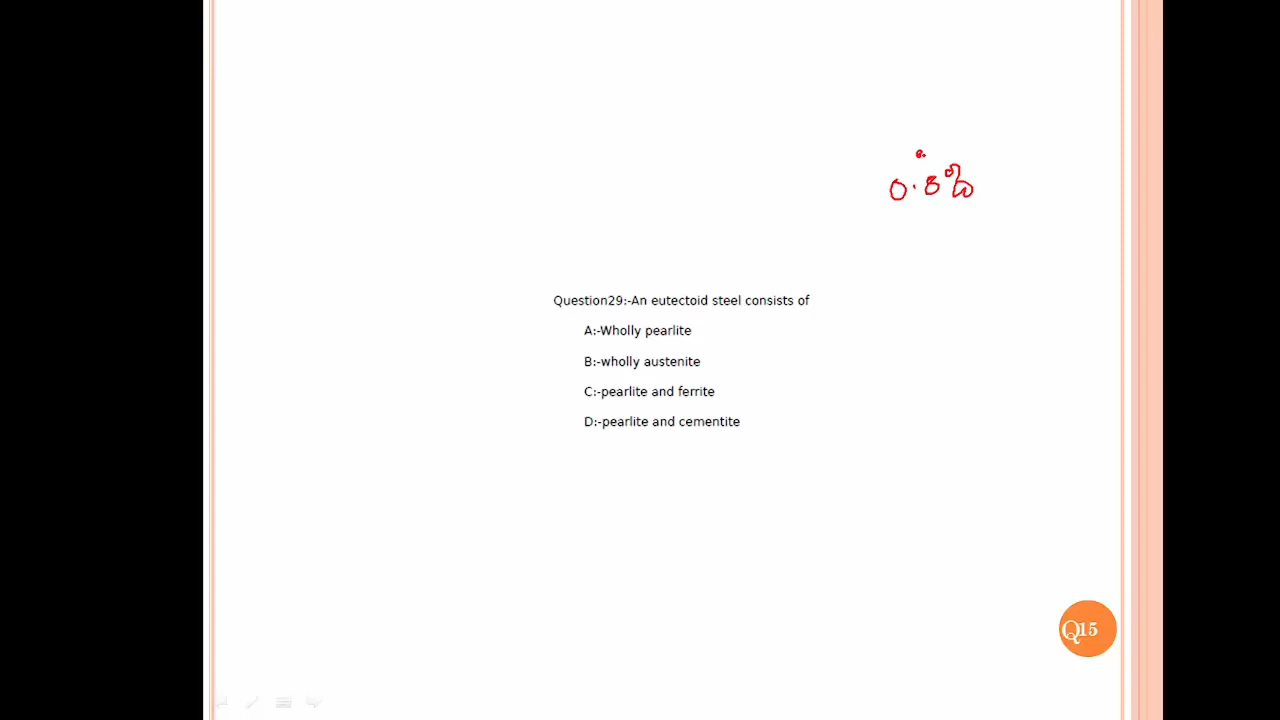 0.8%
Question29:-An eutectoid steel consists of
A:-Wholly pearlite
B:-wholly austenite
C:-pearlite and ferrite
D:-pearlite and cementite
Q15